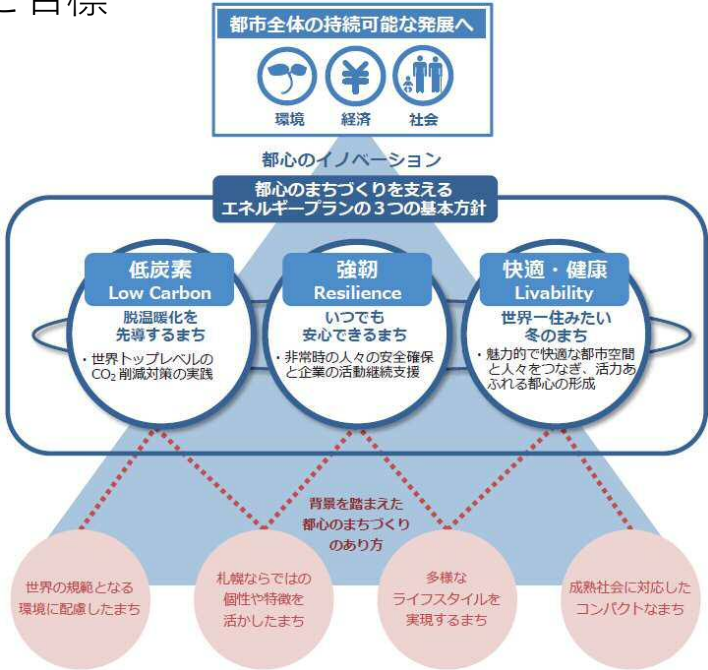 と目標
都市全体の持続可能な発展へ
環境
経済
社会
都心のイノベーション
都心のまちづくりを支える
エネルギープランの3つの基本方針
低炭素
Low Carbon
脱温暖化を
先導するまち
・世界トップレベルの
CO₂削減対策の実践
強靭
Resilience
いつでも
安心できるまち
・非常時の人々の安全確保
と企業の活動継続支援
快適・健康
Livability
世界一住みたい
冬のまち
・魅力的で快適な都市空間
と人々をつなぎ、活力あ
ふれる都心の形成
背景を踏まえた
都心のまちづくり
のあり方
世界の規範となる
環境に配慮したまち
札幌ならではの
個性や特徴を
活かしたまち
多様な
ライフスタイルを
実現するまち
成熟社会に対応した
コンパクトなまち